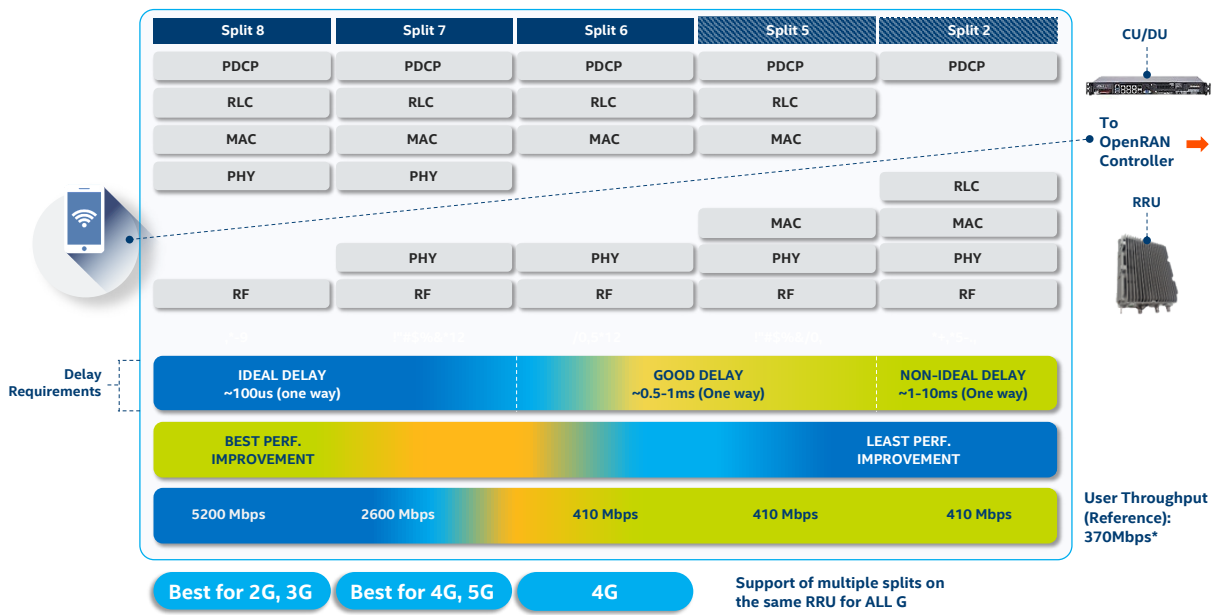 Split 8
Split 7
Split 6
Split 5
Split 2
PDCP
PDCP
PDCP
PDCP
PDCP
RLC
RLC
RLC
RLC
MAC
MAC
MAC
MAC
PHY
PHY
RLC
MAC
MAC
PHY
PHY
PHY
PHY
RF
RF
RF
RF
RF
CU/DU
To
OpenRAN
Controller
RRU
Delay
Requirements
IDEAL DELAY
~100us (one way)
GOOD DELAY
~0.5-1ms (One way)
NON-IDEAL DELAY
~1-10ms (One way)
BEST PERF.
IMPROVEMENT
LEAST PERF.
IMPROVEMENT
5200 Mbps
2600 Mbps
410 Mbps
410 Mbps
410 Mbps
User Throughput
(Reference):
370Mbps*
Best for 2G, 3G
Best for 4G, 5G
4G
Support of multiple splits on
the same RRU for ALL G